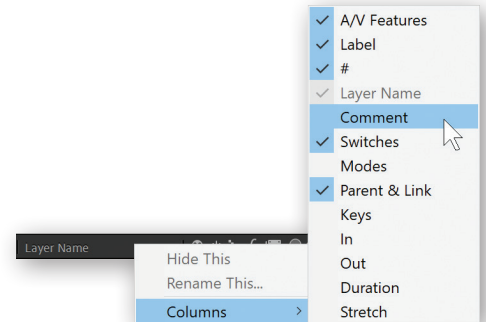 A/V Features
Label
#
Layer Name
Comment
Switches
Modes
Parent & Link
Keys
In
Out
Duration
Stretch
Layer Name
Hide This
Rename This...
Columns